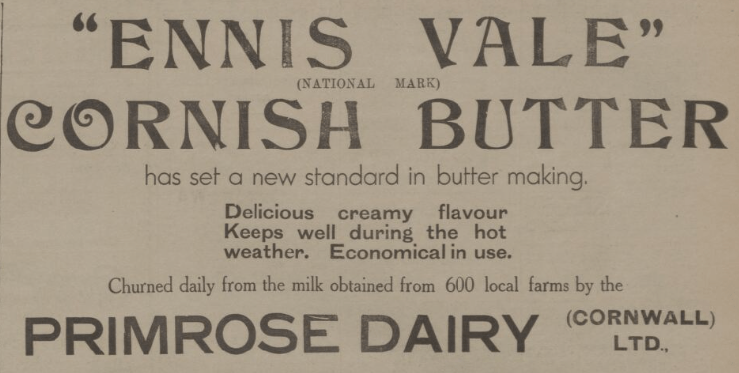 "ENNIS VALE"
(NATIONAL MARK)
CORNISH BUTTER
has set a new standard in butter making.
Delicious creamy flavour
Keeps well during the hot
weather. Economical in use.
Churned daily from the milk obtained from 600 local farms by the
PRIMROSE DAIRY (CORNWALL) LTD.,